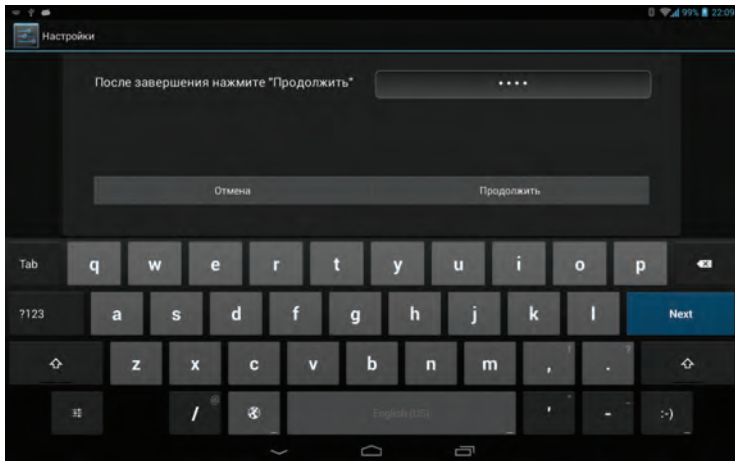 99% 22:09
Настройки
После завершения нажмите "Продолжить" ••••
Отмена Продолжить
Tab q w e r t y u i o p
?123 a s d f g h j k l Next
z x c v b n m , ! . ?
/ @ English (US) ' - :-)